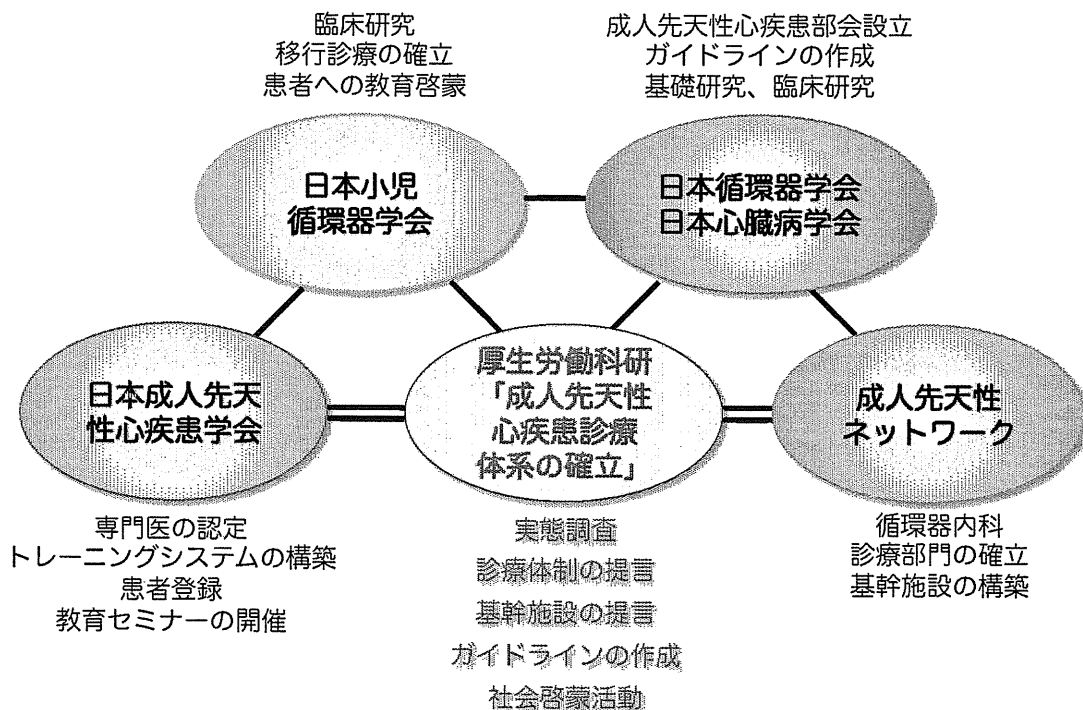 臨床研究
移行診療の確立
患者への教育啓蒙
成人先天性心疾患部会設立
ガイドラインの作成
基礎研究、臨床研究
日本小児
循環器学会
日本循環器学会
日本心臓病学会
日本成人先天
性心疾患学会
厚生労働科研
「成人先天性
心疾患診療
体系の確立」
成人先天性
ネットワーク
専門医の認定
トレーニングシステムの構築
患者登録
教育セミナーの開催
実態調査
診療体制の提言
基幹施設の提言
ガイドラインの作成
社会啓蒙活動
循環器内科
診療部門の確立
基幹施設の構築